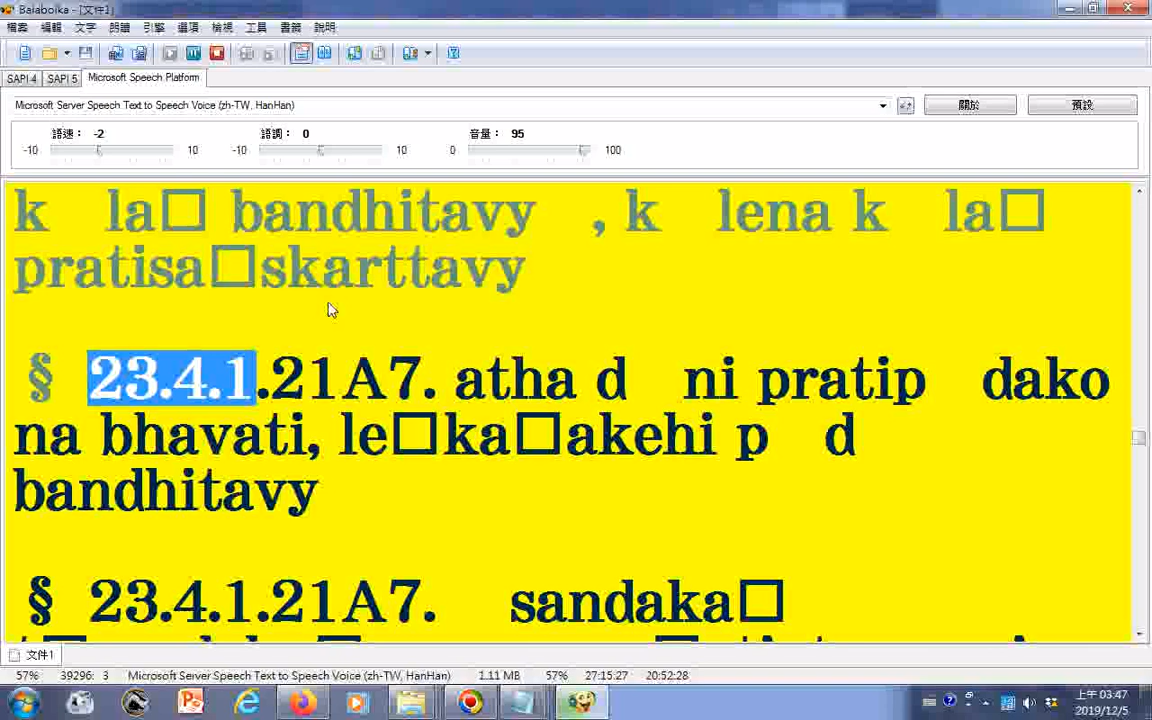 Balabolka - [文件1]
檔案 編輯 文字 朗讀 引擎 選項 檢視 工具 書籤 說明
SAPI 4 SAPI 5 Microsoft Speech Platform
Microsoft Server Speech Text to Speech Voice (zh-TW, HanHan) 關於 預設
語速： -2 語調： 0 音量： 95
-10 10 -10 10 0 100
k la□ bandhitavy , k lena k la□
pratisa□skarttavy
§ 23.4.1.21A7. atha d ni pratip dako
na bhavati, le□ka□akehi p d
bandhitavy
§ 23.4.1.21A7. sandaka□
文件1
57% 39296: 3 Microsoft Server Speech Text to Speech Voice (zh-TW, HanHan) 1.11 MB 57% 27:15:27 20:52:28
上午 03:47
2019/12/5